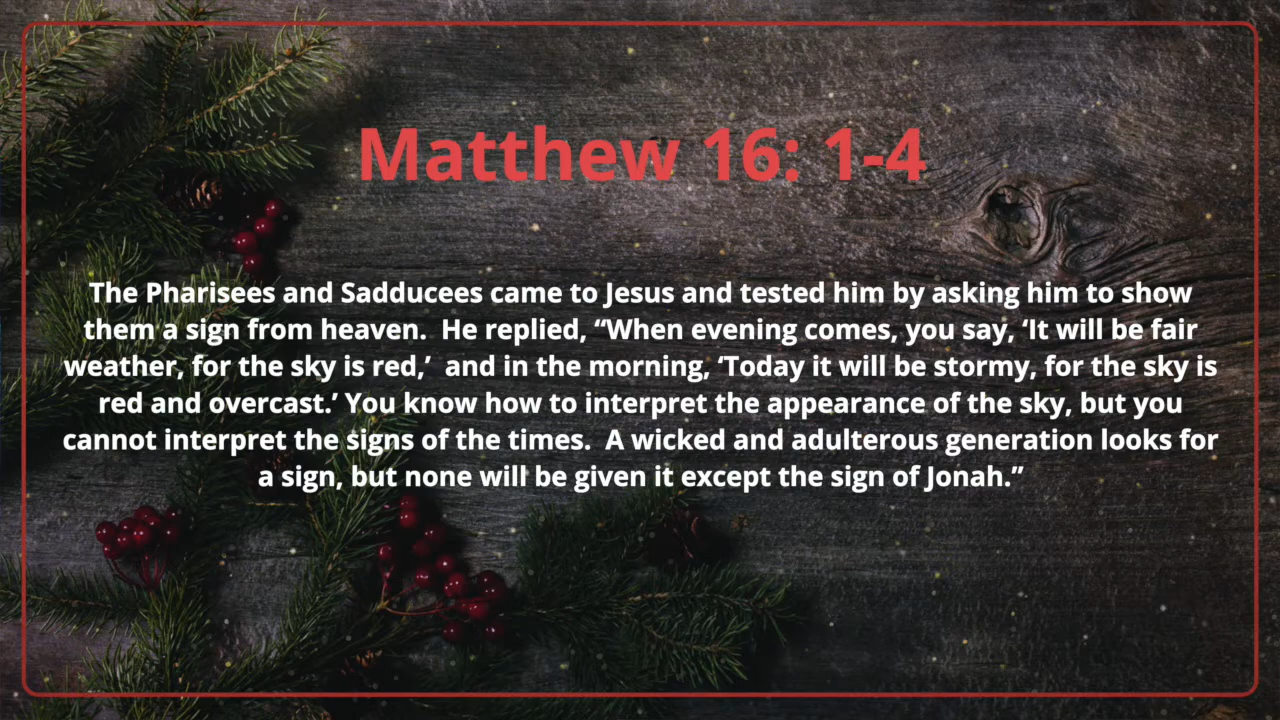 Matthew 16: 1-4
The Pharisees and Sadducees came to Jesus and tested him by asking him to show
them a sign from heaven.  He replied, “When evening comes, you say, ‘It will be fair
weather, for the sky is red,’  and in the morning, ‘Today it will be stormy, for the sky is
red and overcast.’ You know how to interpret the appearance of the sky, but you
cannot interpret the signs of the times.  A wicked and adulterous generation looks for
a sign, but none will be given it except the sign of Jonah.”